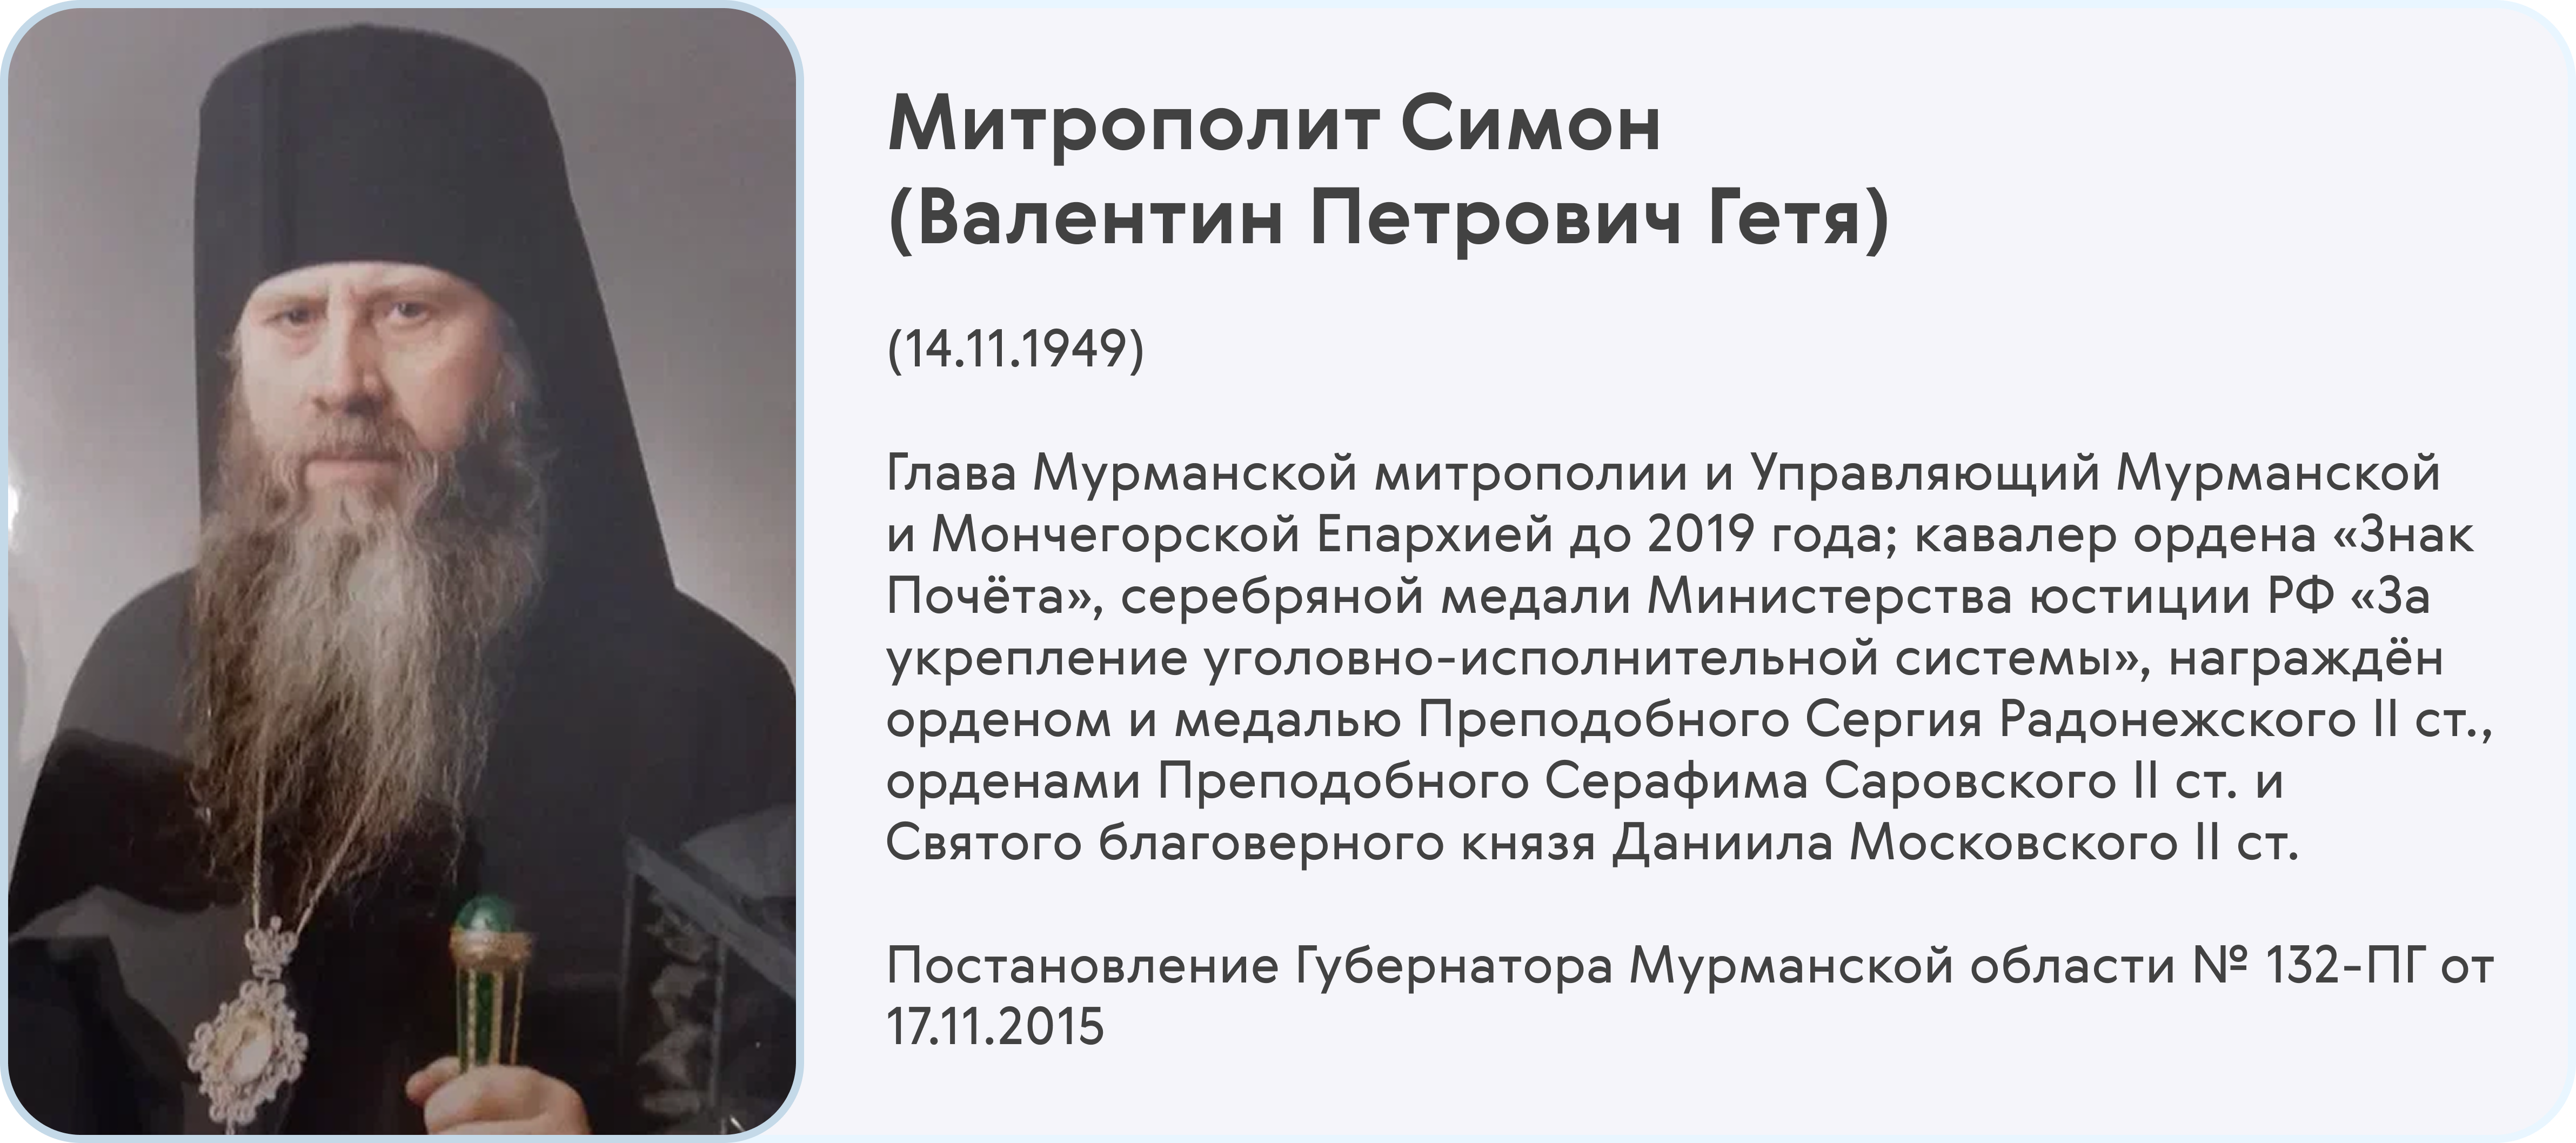 Митрополит Симон
(Валентин Петрович Гетя)
(14.11.1949)
Глава Мурманской митрополии и Управляющий Мурманской
и Мончегорской Епархией до 2019 года; кавалер ордена «Знак
Почёта», серебряной медали Министерства юстиции РФ «За
укрепление уголовно-исполнительной системы», награждён
орденом и медалью Преподобного Сергия Радонежского II ст.,
орденами Преподобного Серафима Саровского II ст. и
Святого благоверного князя Даниила Московского II ст.
Постановление Губернатора Мурманской области № 132-ПГ от
17.11.2015